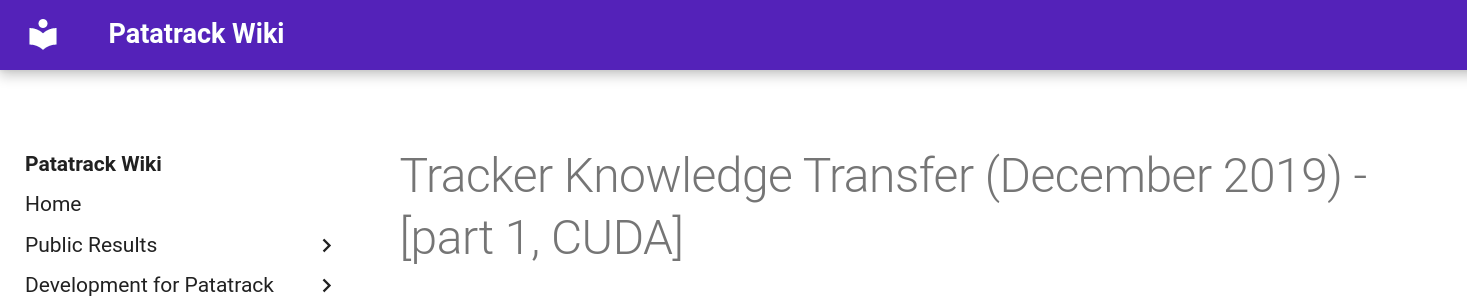 Patatrack Wiki
Patatrack Wiki
Home
Public Results
Development for Patatrack
Tracker Knowledge Transfer (December 2019) -
[part 1, CUDA]